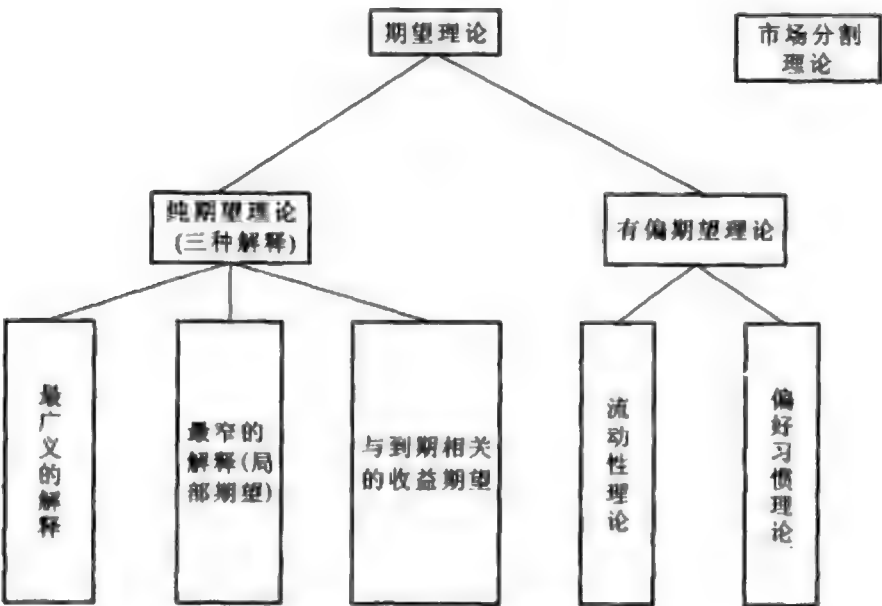 期望理论
市场分割
理论
纯期望理论
(三种解释)
有偏期望理论
最广义的解释
最窄的
解释(局
部期望)
与到期相关
的收益期望
流动性理论
偏好习惯理论